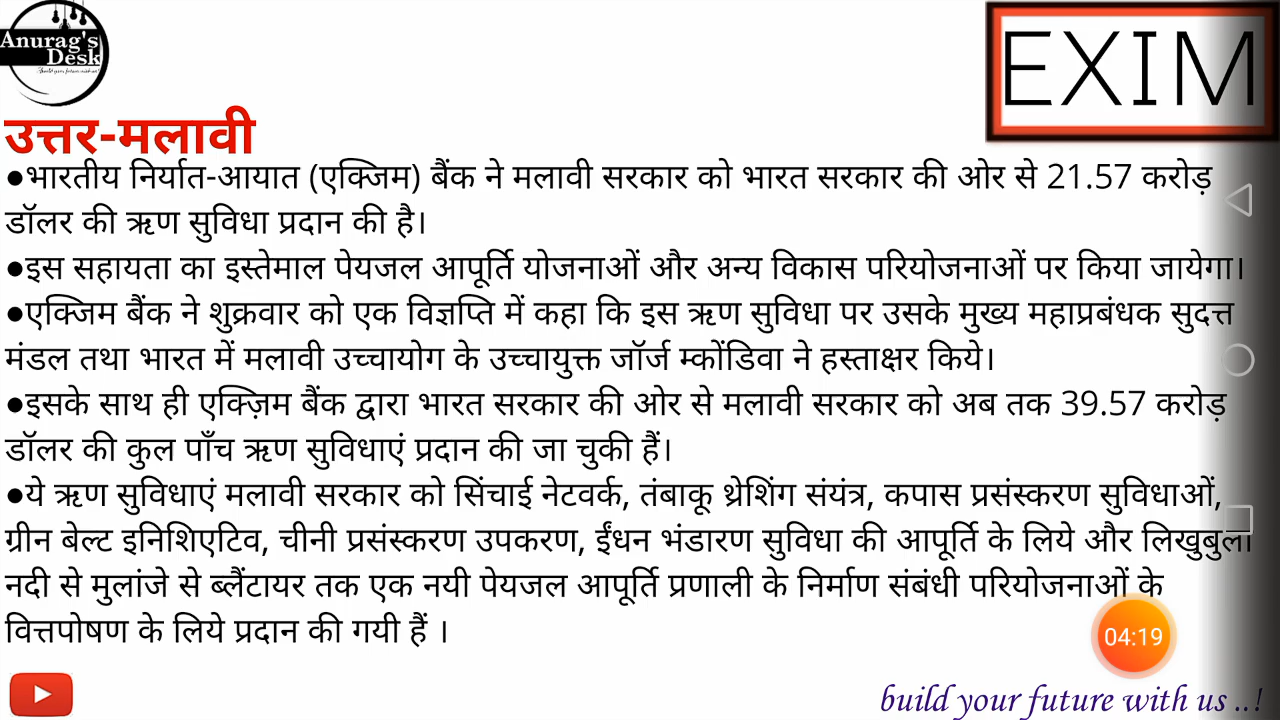 Anurag's
Desk
EXIM
उत्तर-मलावी
●भारतीय निर्यात-आयात (एक्जिम) बैंक ने मलावी सरकार को भारत सरकार की ओर से 21.57 करोड़
डॉलर की ऋण सुविधा प्रदान की है।
●इस सहायता का इस्तेमाल पेयजल आपूर्ति योजनाओं और अन्य विकास परियोजनाओं पर किया जायेगा।
●एक्जिम बैंक ने शुक्रवार को एक विज्ञप्ति में कहा कि इस ऋण सुविधा पर उसके मुख्य महाप्रबंधक सुदत्त
मंडल तथा भारत में मलावी उच्चायोग के उच्चायुक्त जॉर्ज म्कोंडिवा ने हस्ताक्षर किये।
●इसके साथ ही एक्ज़िम बैंक द्वारा भारत सरकार की ओर से मलावी सरकार को अब तक 39.57 करोड़
डॉलर की कुल पाँच ऋण सुविधाएं प्रदान की जा चुकी हैं।
●ये ऋण सुविधाएं मलावी सरकार को सिंचाई नेटवर्क, तंबाकू थ्रेशिंग संयंत्र, कपास प्रसंस्करण सुविधाओं,
ग्रीन बेल्ट इनिशिएटिव, चीनी प्रसंस्करण उपकरण, ईंधन भंडारण सुविधा की आपूर्ति के लिये और लिखुबुला
नदी से मुलांजे से ब्लैंटायर तक एक नयी पेयजल आपूर्ति प्रणाली के निर्माण संबंधी परियोजनाओं के
वित्तपोषण के लिये प्रदान की गयी हैं ।
04:19
build your future with us ..!